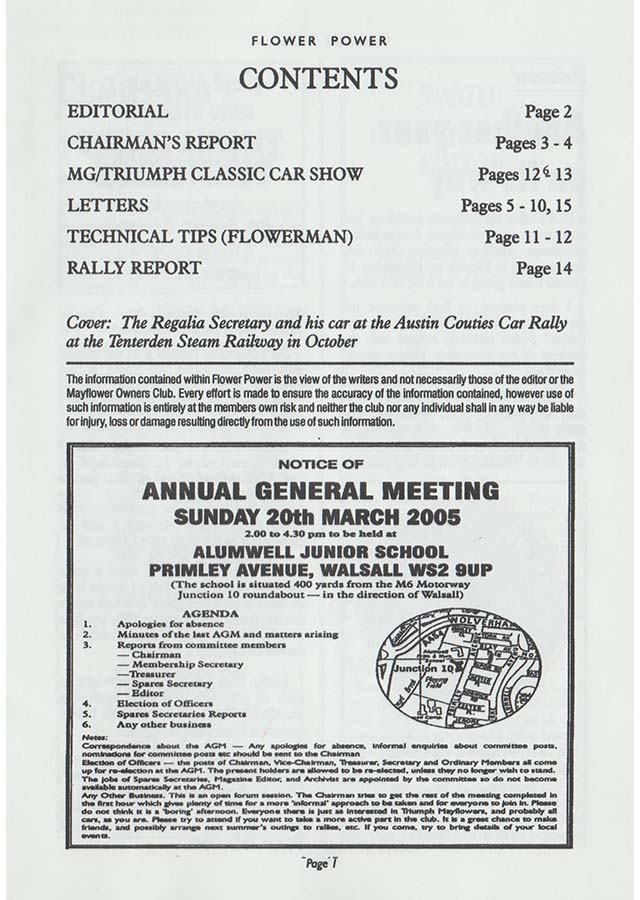 FLOWER POWER
CONTENTS
EDITORIAL Page 2
CHAIRMAN'S REPORT Pages 3 - 4
MG/TRIUMPH CLASSIC CAR SHOW Pages 12 & 13
LETTERS Pages 5 - 10, 15
TECHNICAL TIPS (FLOWERMAN) Page 11 - 12
RALLY REPORT Page 14
Cover: The Regalia Secretary and his car at the Austin Couties Car Rally
at the Tenterden Steam Railway in October
The information contained within Flower Power is the view of the writers and not necessarily those of the editor or the
Mayflower Owners Club. Every effort is made to ensure the accuracy of the information contained, however use of
such information is entirely at the members own risk and neither the club nor any individual shall in any way be liable
for injury, loss or damage resulting directly from the use of such information.
NOTICE OF
ANNUAL GENERAL MEETING
SUNDAY 20th MARCH 2005
2.00 to 4.30 pm to be held at
ALUMWELL JUNIOR SCHOOL
PRIMLEY AVENUE, WALSALL WS2 9UP
(The school is situated 400 yards from the M6 Motorway
Junction 10 roundabout — in the direction of Walsall)
AGENDA
1. Apologies for absence
2. Minutes of the last AGM and matters arising
3. Reports from committee members
— Chairman
— Membership Secretary
—Treasurer
— Spares Secretary
— Editor
4. Election of Officers
5. Spares Secretaries Reports
6. Any other business
WOLVERHAM
A454
Alumwell
School
Junction 10
Playing
Field
Notes:
Correspondence about the AGM — Any apologies for absence, informal enquiries about committee posts,
nominations for committee posts etc should be sent to the Chairman
Election of Officers — the posts of Chairman, Vice-Chairman, Treasurer, Secretary and Ordinary Members all come
up for re-election at the AGM. The present holders are allowed to be re-elected, unless they no longer wish to stand.
The jobs of Spares Secretaries, Magazine Editor, and Archivist are appointed by the committee so do not become
available automatically at the AGM.
Any Other Business. This is an open forum session. The Chairman tries to get the rest of the meeting completed in
the first hour which gives plenty of time for a more 'informal' approach to be taken and for everyone to join in. Please
do not think it is a 'boring' afternoon. Everyone there is just as interested in Triumph Mayflowers, and probably all
cars, as you are. Please try to attend if you want to take a more active part in the club. It is a great chance to make
friends, and possibly arrange next summer's outings to rallies, etc. If you come, try to bring details of your local
events.
Page 1